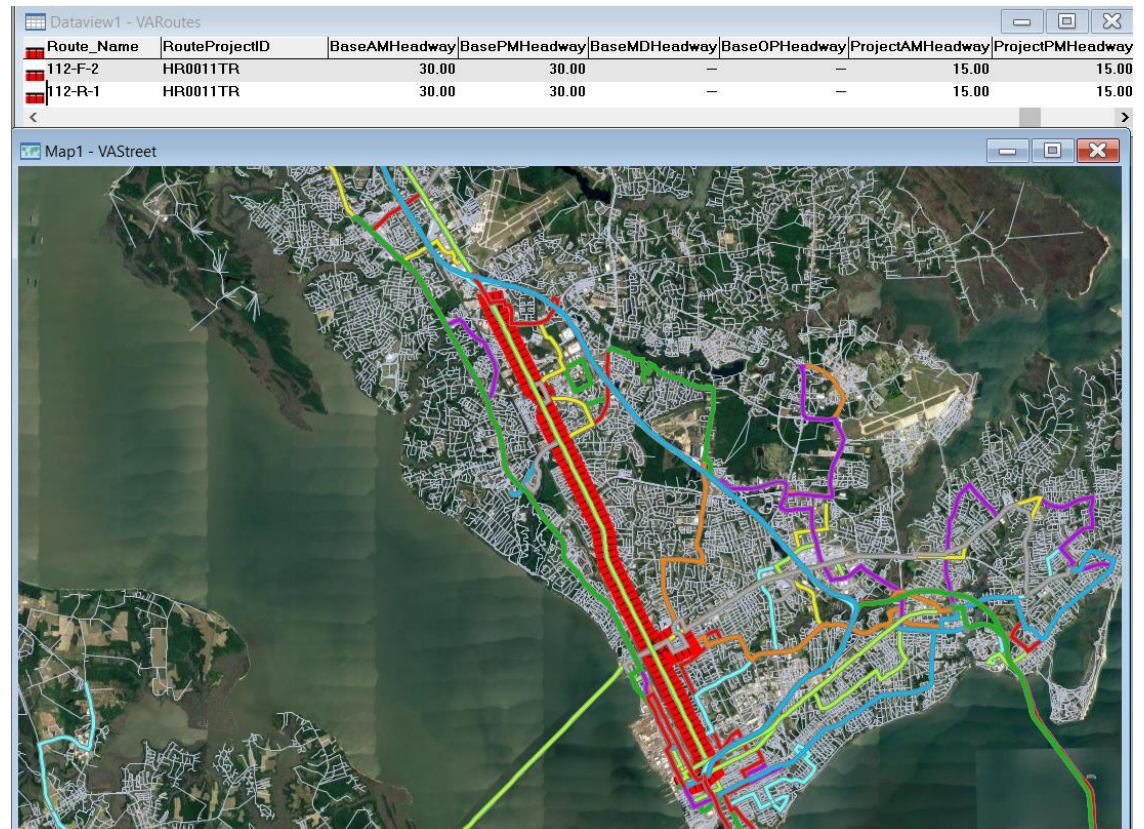 Dataview1 - VARoutes
Route_Name RouteProjectID BaseAMHeadway BasePMHeadway BaseMDHeadway BaseOPHeadway ProjectAMHeadway ProjectPMHeadway
112-F-2 HR0011TR 30.00 30.00 -- -- 15.00 15.00
112-R-1 HR0011TR 30.00 30.00 -- -- 15.00 15.00
Map1 - VAStreet